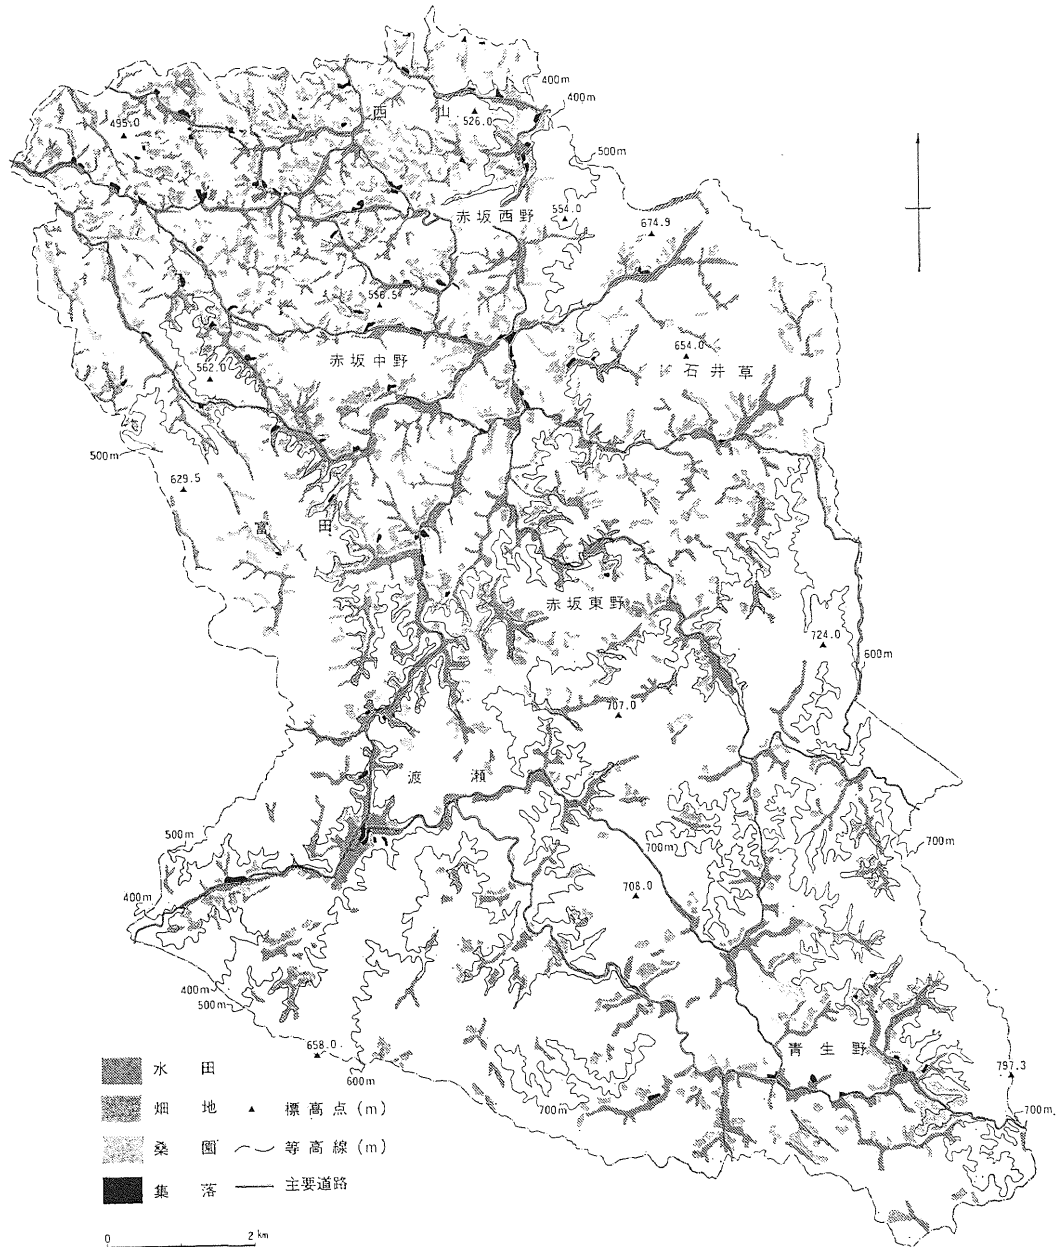 400m
400m
西山
495.0
526.0
500m
赤坂西野
554.0
674.9
556.5
赤坂中野
654.0
石井草
562.0
500m
629.5
富田
赤坂東野
724.0
600m
707.0
渡瀬
500m
700m
700m
400m
708.0
400m
500m
青生野
658.0
797.3
600m
700m
700m
水田
畑地 ▲ 標高点(m)
桑園 等高線(m)
集落 主要道路
0 2km